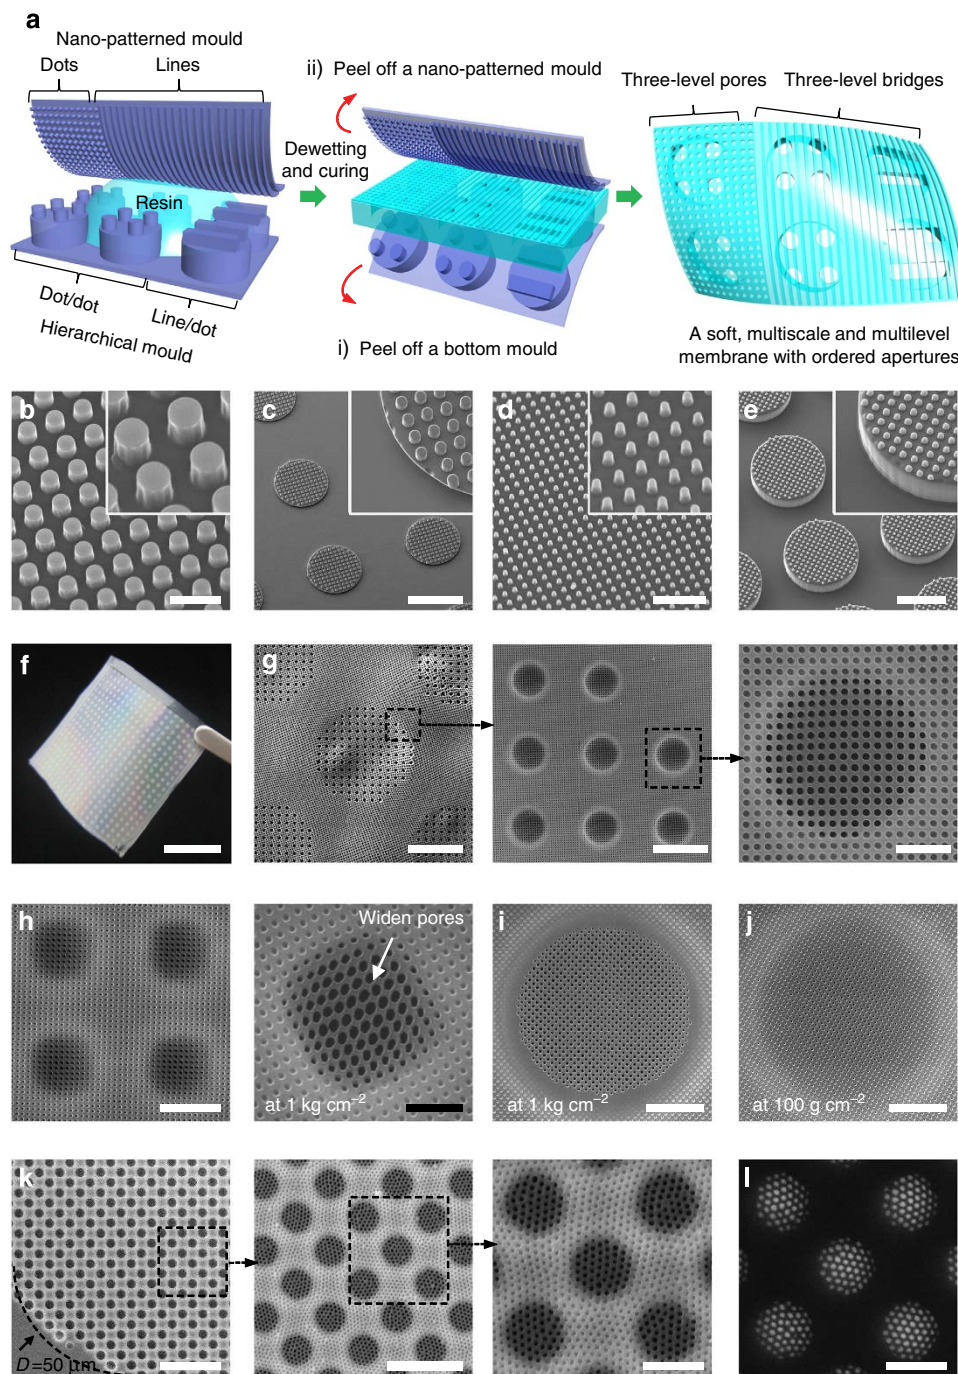 a
Nano-patterned mould
Dots
Lines
Resin
Dot/dot
Line/dot
Hierarchical mould
Dewetting
and curing
ii) Peel off a nano-patterned mould
i) Peel off a bottom mould
Three-level pores
Three-level bridges
A soft, multiscale and multilevel
membrane with ordered apertures
b
c
d
e
f
g
h
Widen pores
at 1 kg cm⁻²
i
at 1 kg cm⁻²
j
at 100 g cm⁻²
k
D=50 μm
l